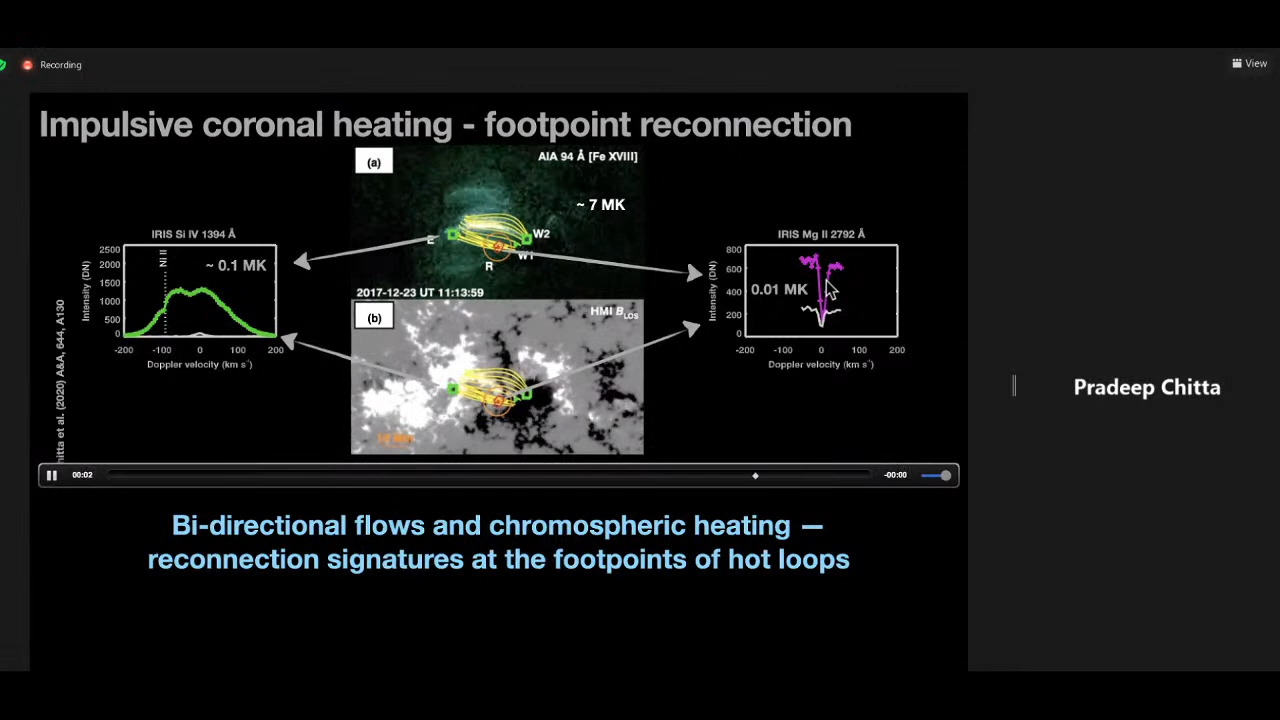 Recording
View
Impulsive coronal heating - footpoint reconnection
(a)
AIA 94 Å [Fe XVIII]
~ 7 MK
E
W2
W1
R
2017-12-23 UT 11:13:59
IRIS Si IV 1394 Å
Intensity (DN)
2500
2000
1500
1000
500
0
Ni II
~ 0.1 MK
-200 -100 0 100 200
Doppler velocity (km s⁻¹)
IRIS Mg II 2792 Å
Intensity (DN)
800
600
400
200
0
0.01 MK
-200 -100 0 100 200
Doppler velocity (km s⁻¹)
(b)
HMI BLOS
hitta et al. (2020) A&A, 644, A130
00:02
-00:00
Bi-directional flows and chromospheric heating —
reconnection signatures at the footpoints of hot loops
Pradeep Chitta